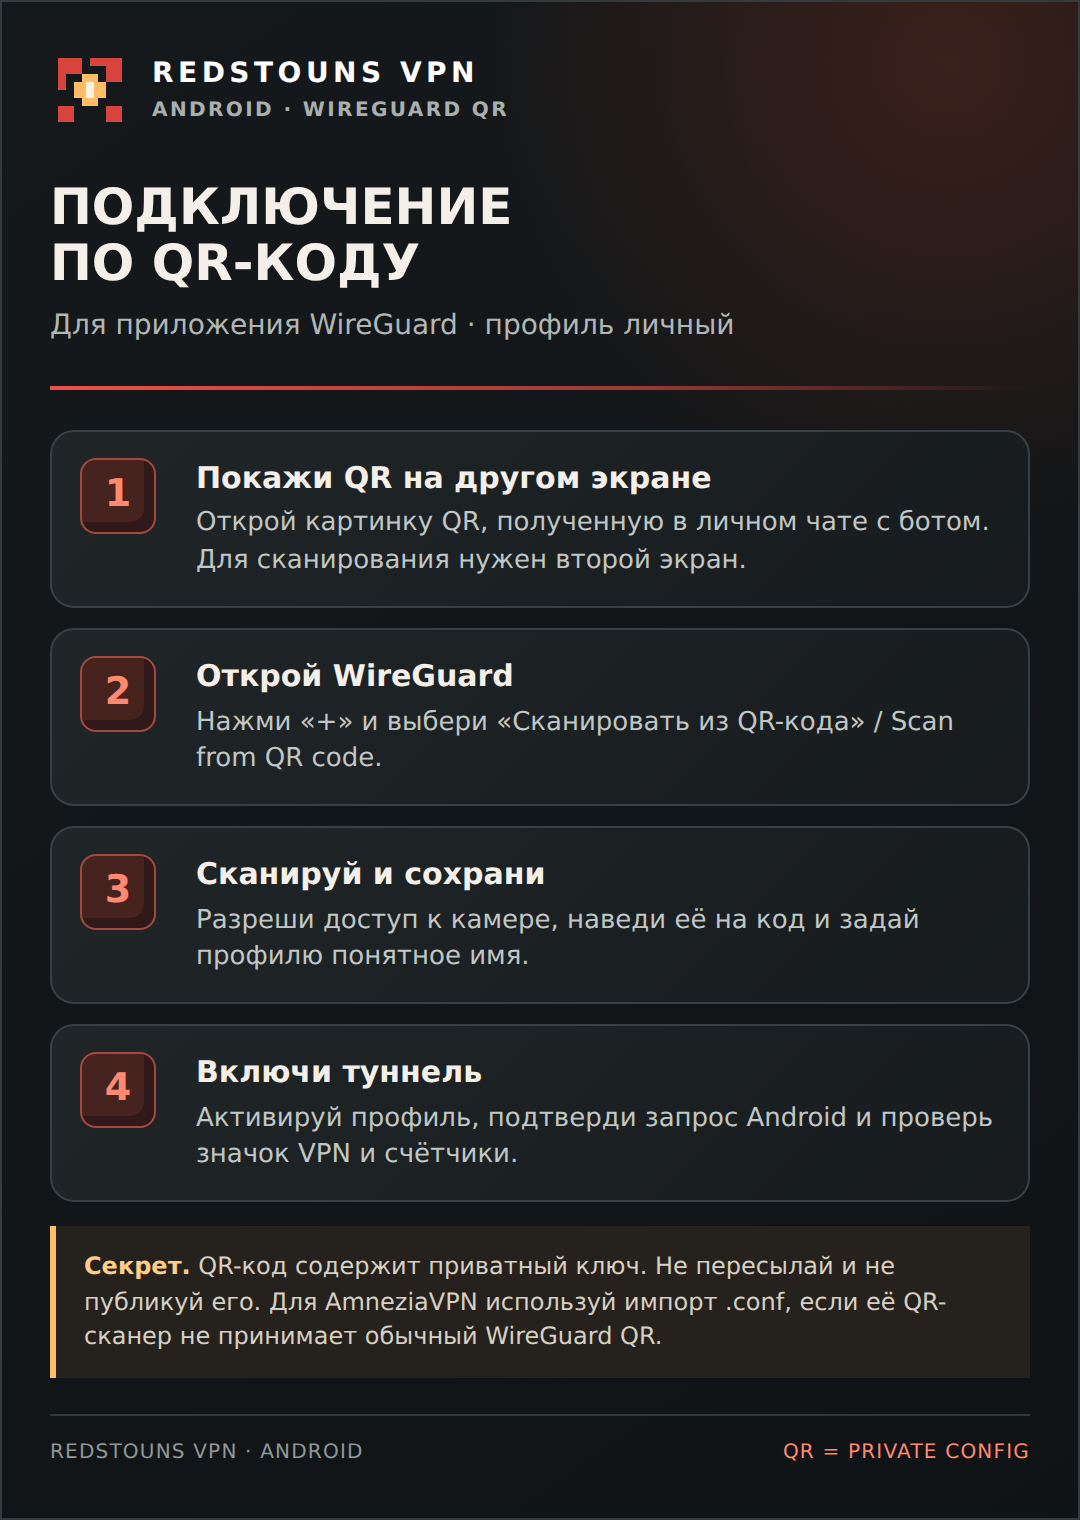 REDSTOUNS VPN
ANDROID · WIREGUARD QR
ПОДКЛЮЧЕНИЕ
ПО QR-КОДУ
Для приложения WireGuard · профиль личный
1
Покажи QR на другом экране
Открой картинку QR, полученную в личном чате с ботом.
Для сканирования нужен второй экран.
2
Открой WireGuard
Нажми «+» и выбери «Сканировать из QR-кода» / Scan
from QR code.
3
Сканируй и сохрани
Разреши доступ к камере, наведи её на код и задай
профилю понятное имя.
4
Включи туннель
Активируй профиль, подтверди запрос Android и проверь
значок VPN и счётчики.
Секрет. QR-код содержит приватный ключ. Не пересылай и не
публикуй его. Для AmneziaVPN используй импорт .conf, если её QR-
сканер не принимает обычный WireGuard QR.
REDSTOUNS VPN · ANDROID
QR = PRIVATE CONFIG